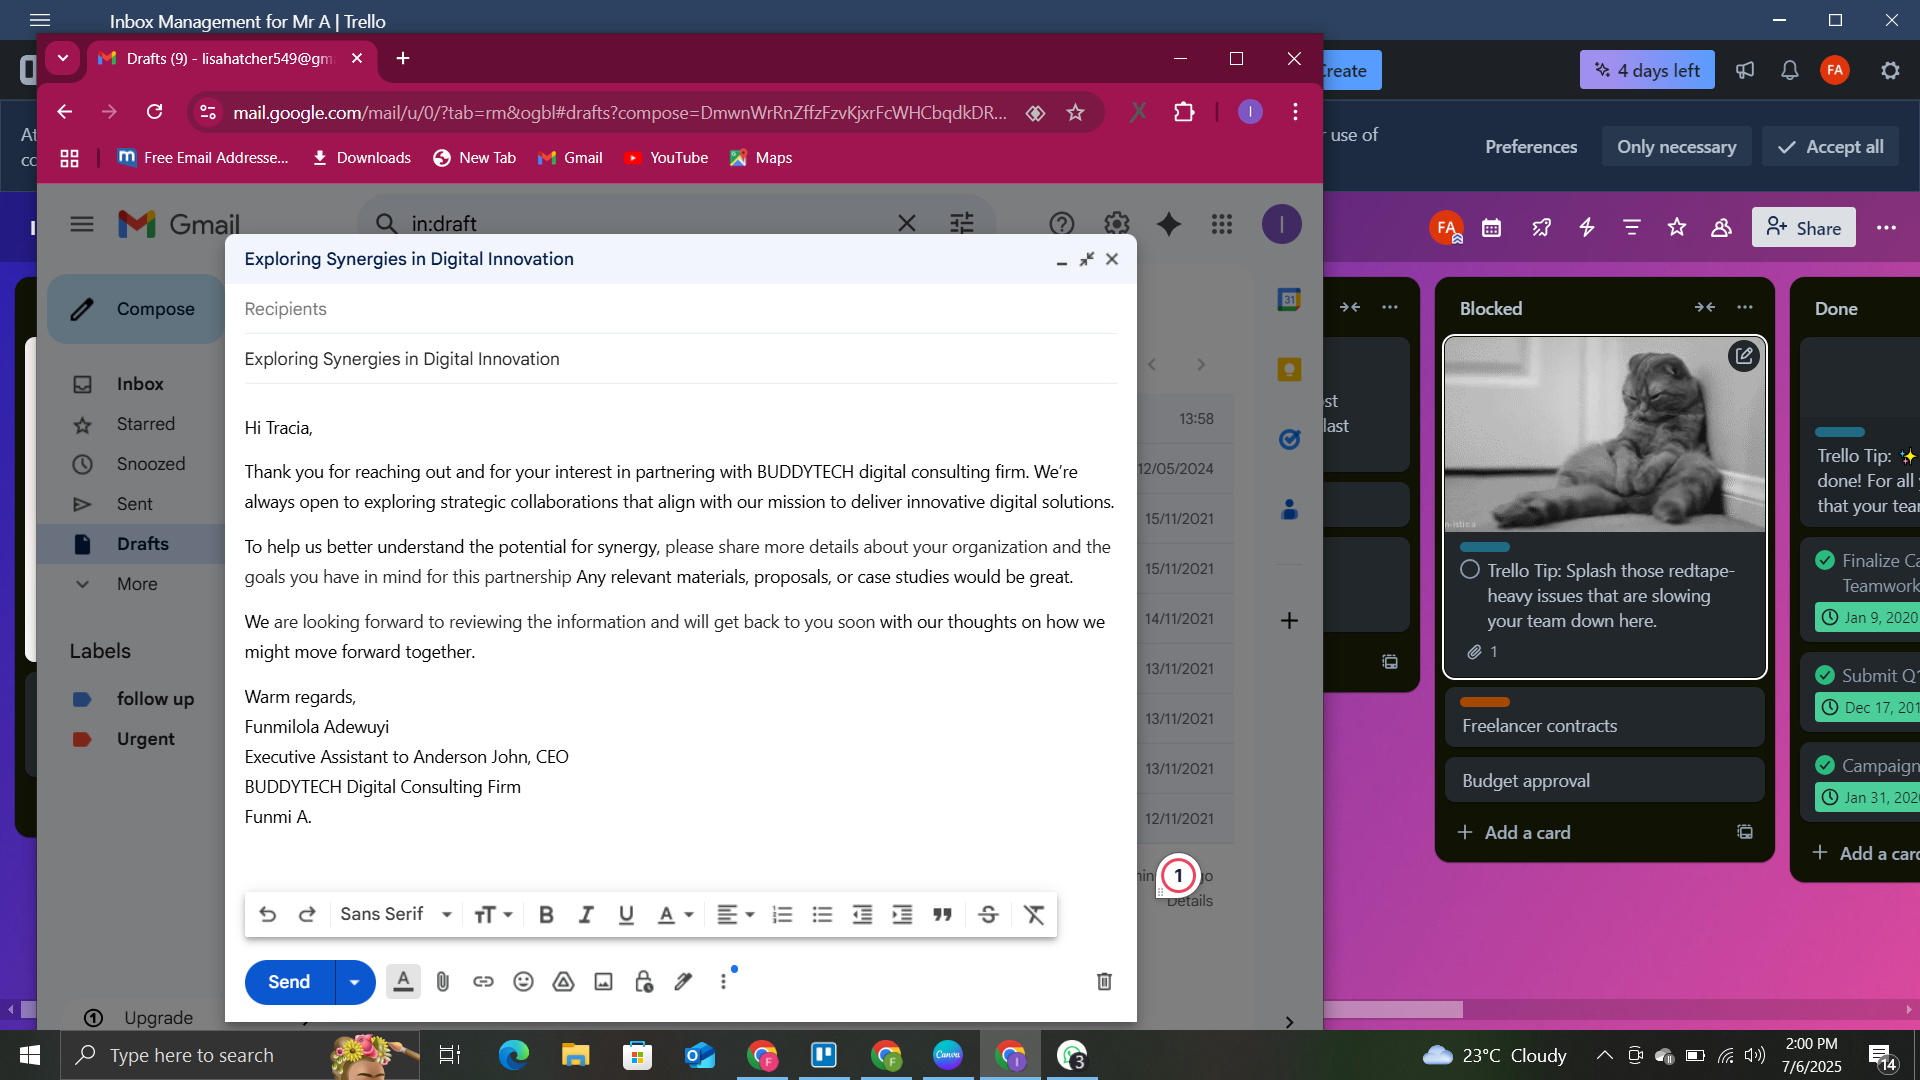 Inbox Management for Mr A | Trello
Drafts (9) - lisahatcher549@gm
mail.google.com/mail/u/0/?tab=rm&ogbl#drafts?compose=DmwnWrRnZffzFzvKjxrFcWHCbqdkDR...
Free Email Addresse...
Downloads
New Tab
Gmail
YouTube
Maps
Create
4 days left
FA
At
r use of
Preferences
Only necessary
Accept all
Gmail
in:draft
FA
Share
Compose
Inbox
Starred
Snoozed
Sent
Drafts
More
Labels
follow up
Urgent
Upgrade
Exploring Synergies in Digital Innovation
Recipients
Exploring Synergies in Digital Innovation
Hi Tracia,
Thank you for reaching out and for your interest in partnering with BUDDYTECH digital consulting firm. We're
always open to exploring strategic collaborations that align with our mission to deliver innovative digital solutions.
To help us better understand the potential for synergy, please share more details about your organization and the
goals you have in mind for this partnership Any relevant materials, proposals, or case studies would be great.
We are looking forward to reviewing the information and will get back to you soon with our thoughts on how we
might move forward together.
Warm regards,
Funmilola Adewuyi
Executive Assistant to Anderson John, CEO
BUDDYTECH Digital Consulting Firm
Funmi A.
Sans Serif
Send
13:58
12/05/2024
15/11/2021
15/11/2021
14/11/2021
13/11/2021
13/11/2021
13/11/2021
12/11/2021
1
Details
31
last
Blocked
n-istica
Trello Tip: Splash those redtape-
heavy issues that are slowing
your team down here.
1
Freelancer contracts
Budget approval
Add a card
Done
Trello Tip:
done! For all
that your tea
Finalize Ca
Teamwork
Jan 9, 2020
Submit Q1
Dec 17, 201
Campaign
Jan 31, 202
Add a card
Type here to search
Canva
3
23°C Cloudy
2:00 PM
7/6/2025
14